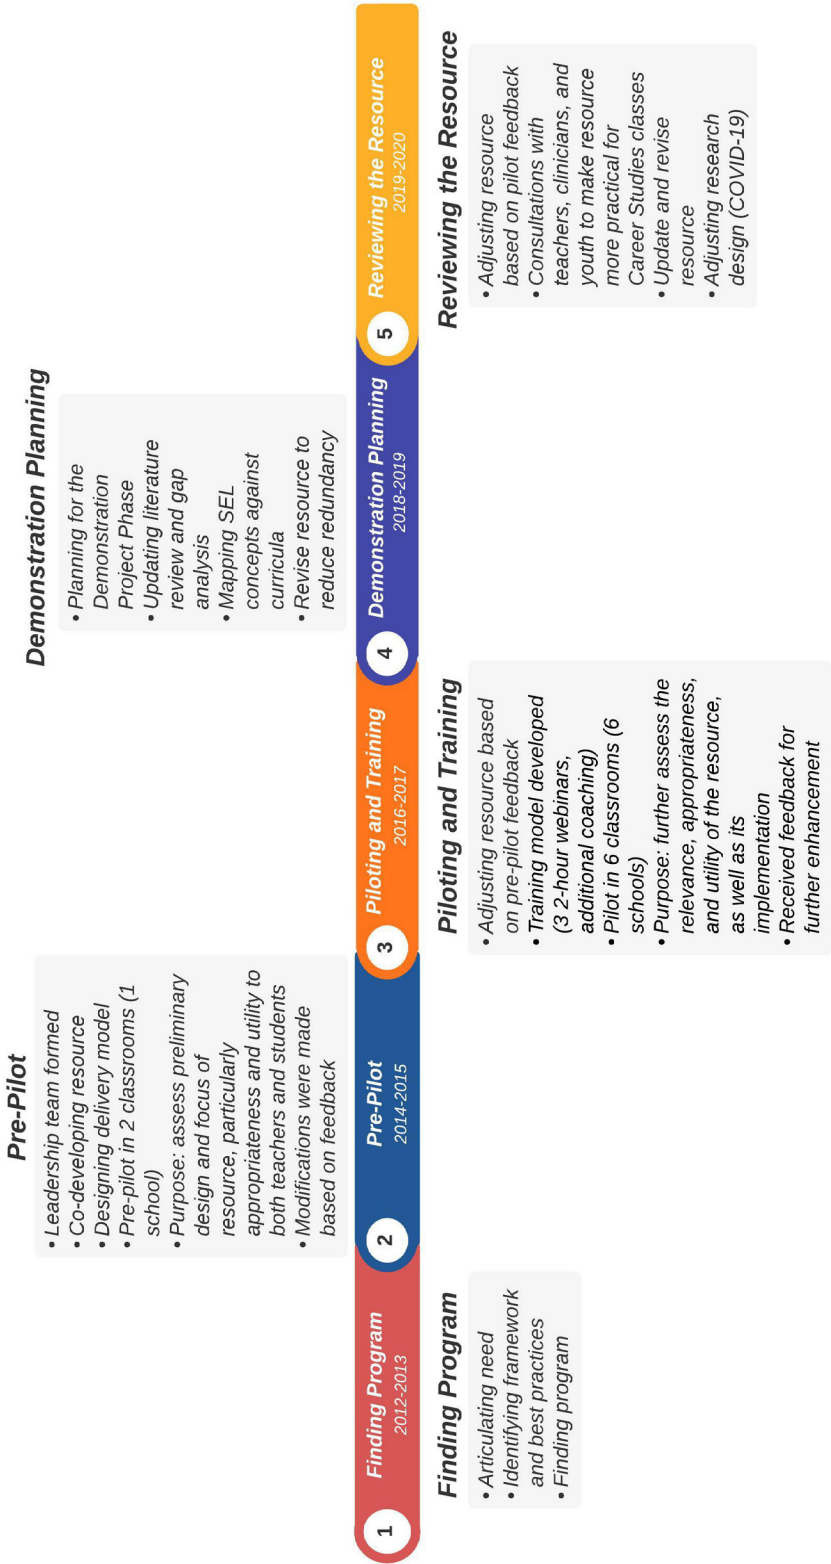 Pre-Pilot
• Leadership team formed
• Co-developing resource
• Designing delivery model
• Pre-pilot in 2 classrooms (1
school)
• Purpose: assess preliminary
design and focus of
resource, particularly
appropriateness and utility to
both teachers and students
• Modifications were made
based on feedback
Demonstration Planning
• Planning for the
Demonstration
Project Phase
• Updating literature
review and gap
analysis
• Mapping SEL
concepts against
curricula
• Revise resource to
reduce redundancy
1
Finding Program
2012-2013
2
Pre-Pilot
2014-2015
3
Piloting and Training
2016-2017
4
Demonstration Planning
2018-2019
5
Reviewing the Resource
2019-2020
Finding Program
• Articulating need
• Identifying framework
and best practices
• Finding program
Piloting and Training
• Adjusting resource based
on pre-pilot feedback
• Training model developed
(3 2-hour webinars,
additional coaching)
• Pilot in 6 classrooms (6
schools)
• Purpose: further assess the
relevance, appropriateness,
and utility of the resource,
as well as its
implementation
• Received feedback for
further enhancement
Reviewing the Resource
• Adjusting resource
based on pilot feedback
• Consultations with
teachers, clinicians, and
youth to make resource
more practical for
Career Studies classes
• Update and revise
resource
• Adjusting research
design (COVID-19)